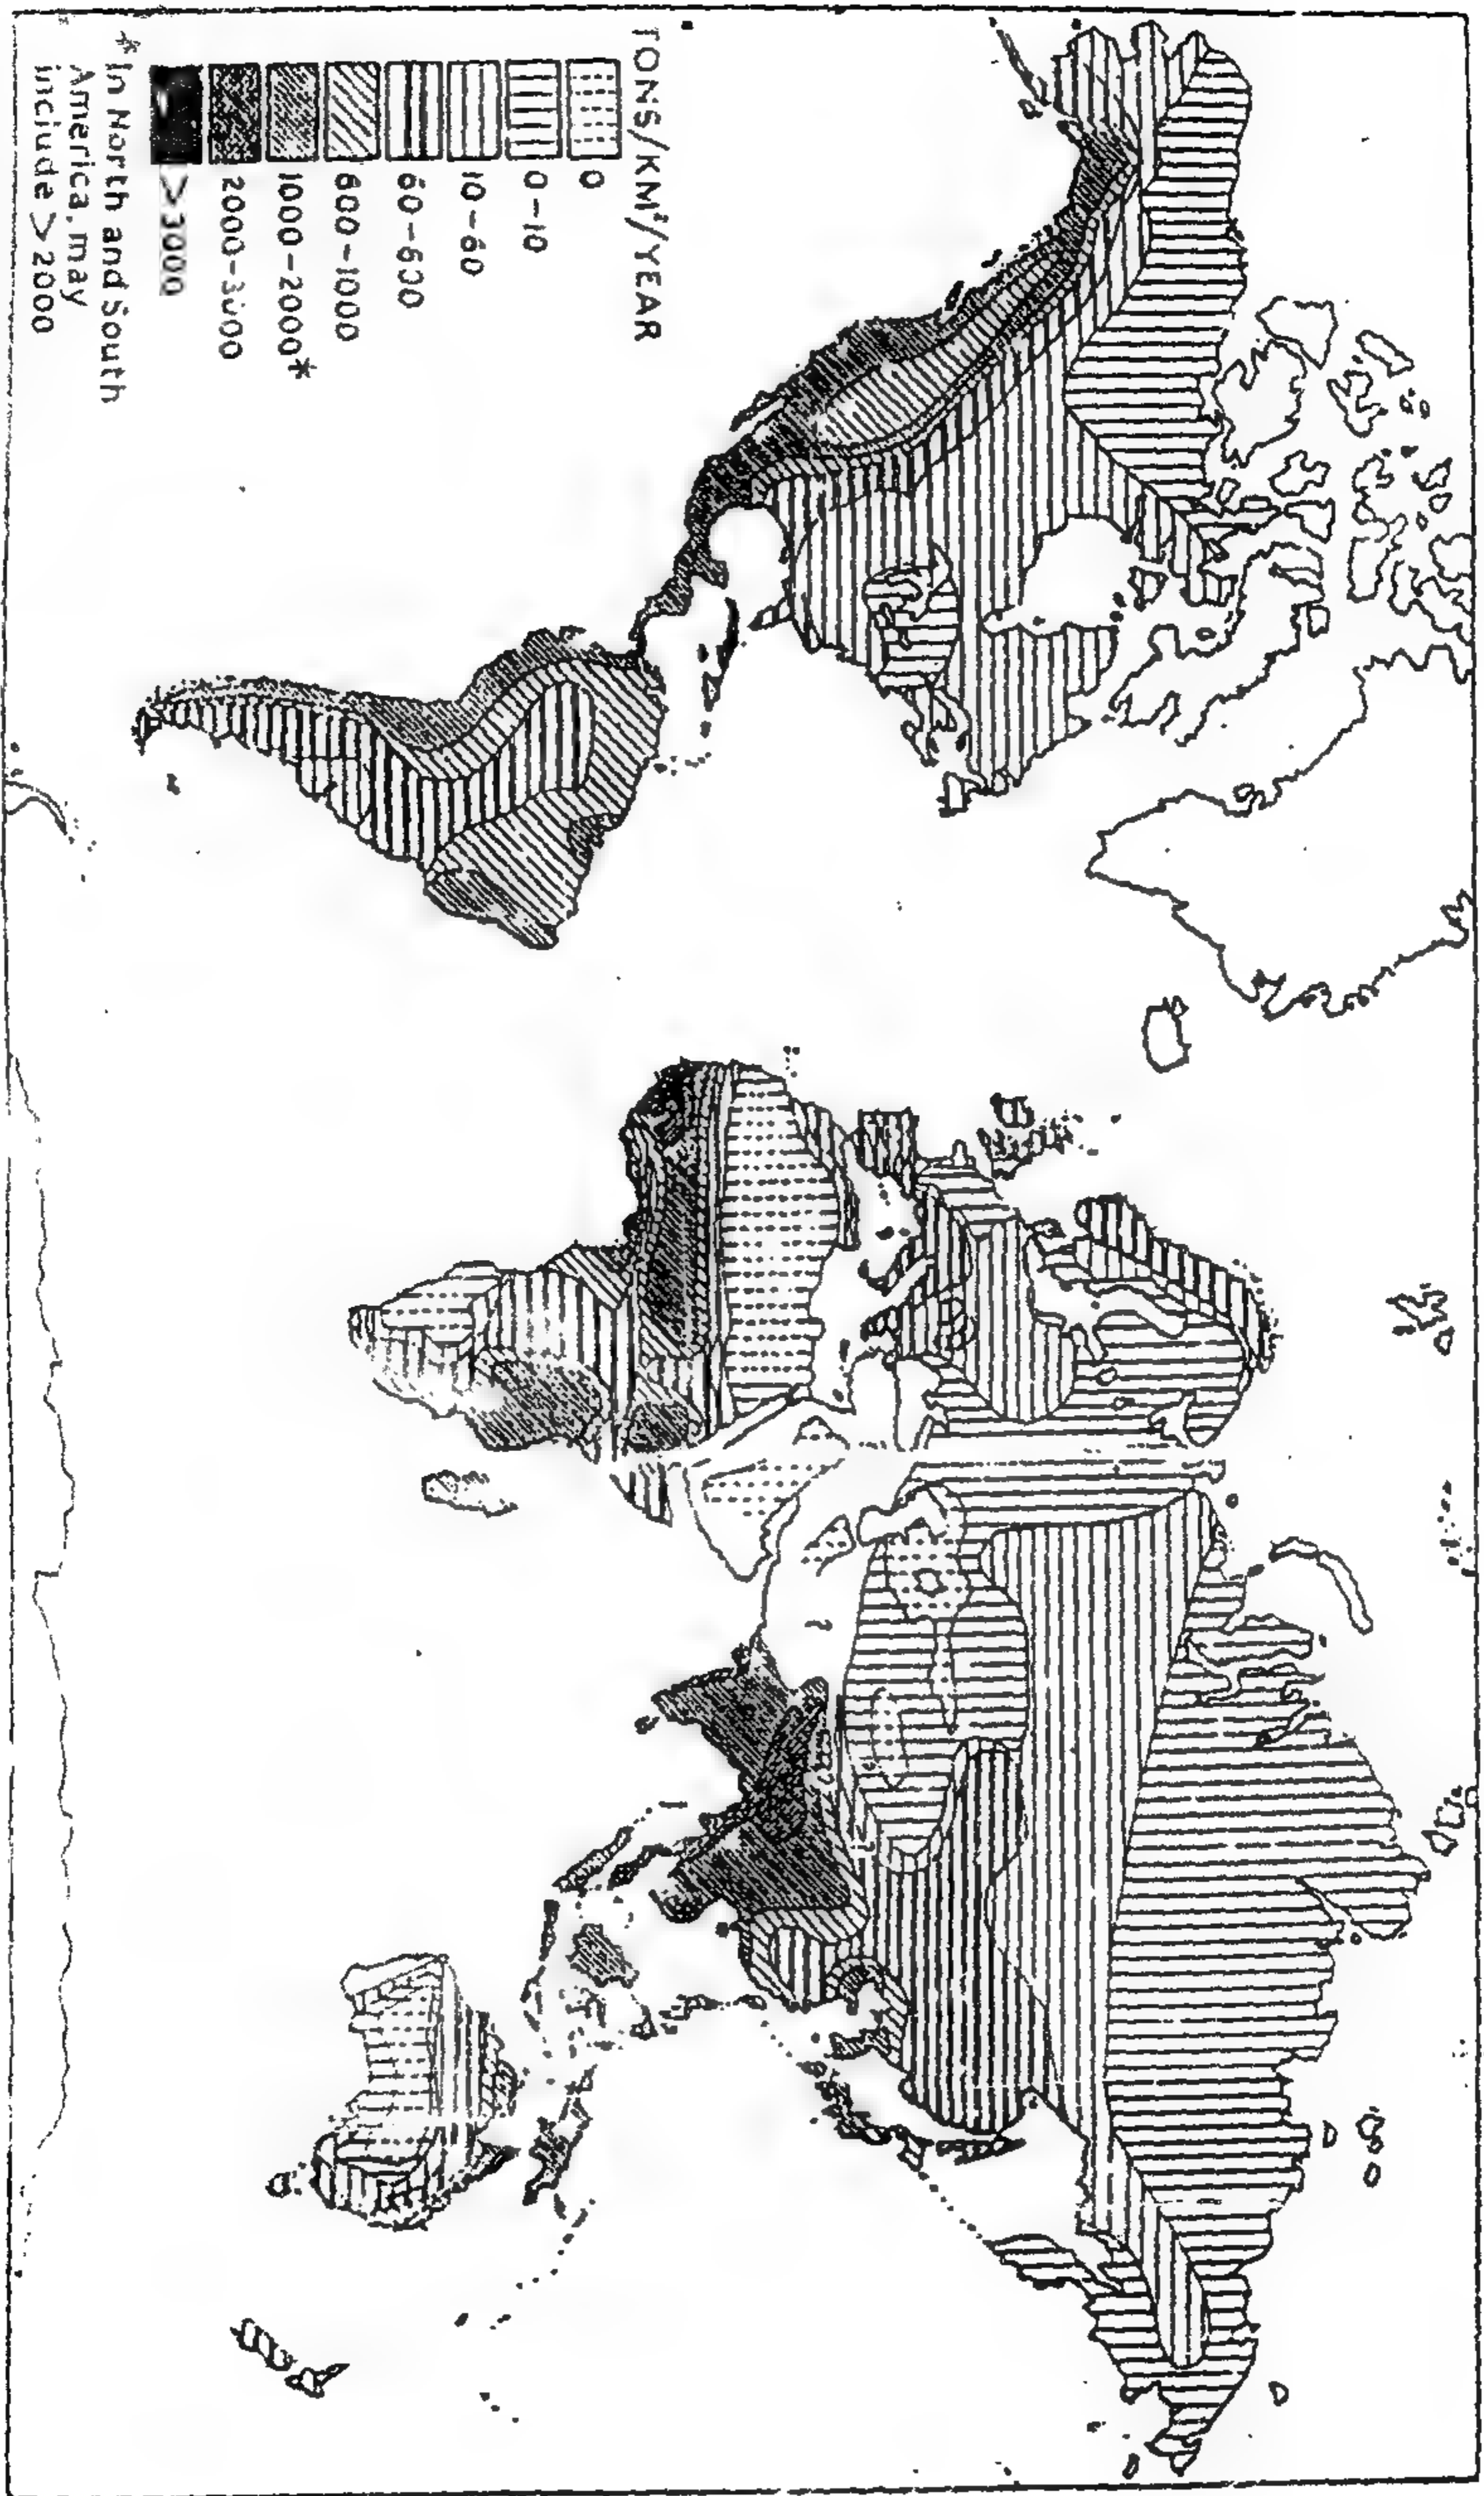 TONS/KM²/YEAR
0
0-10
10-60
60-600
600-1000
1000-2000*
2000-3000
>3000
*In North and South
America, may
include >2000